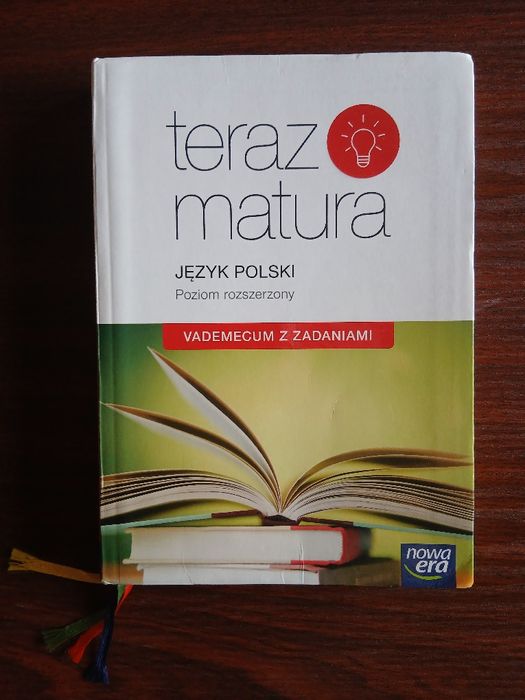 teraz
matura
JĘZYK POLSKI
Poziom rozszerzony
VADEMECUM Z ZADANIAMI
nowa
era